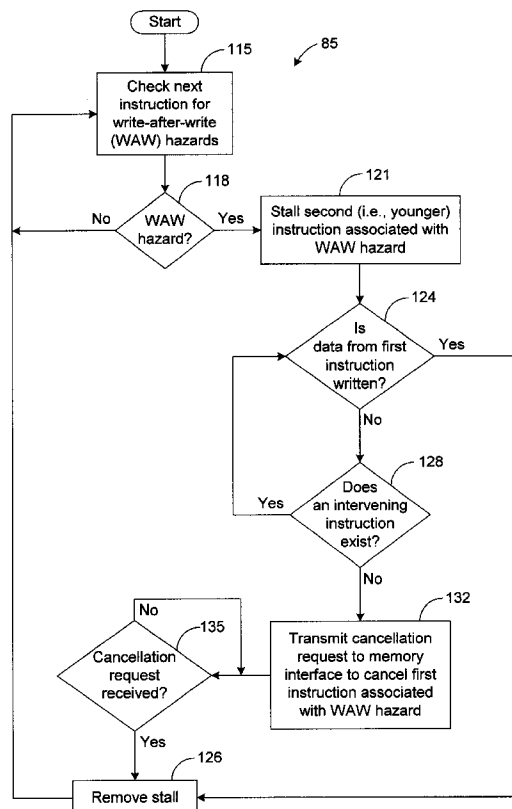 Start
115
85
Check next
instruction for
write-after-write
(WAW) hazards
118
121
No
WAW
hazard?
Yes
Stall second (i.e., younger)
instruction associated with
WAW hazard
124
Is
data from first
instruction
written?
Yes
No
128
Yes
Does
an intervening
instruction
exist?
No
No
135
132
Cancellation
request
received?
Transmit cancellation
request to memory
interface to cancel first
instruction associated
with WAW hazard
Yes
126
Remove stall